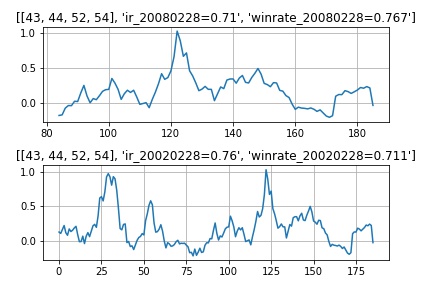 [[43, 44, 52, 54], 'ir_20080228=0.71', 'winrate_20080228=0.767']
1.0
0.5
0.0
80 100 120 140 160 180
[[43, 44, 52, 54], 'ir_20020228=0.76', 'winrate_20020228=0.711']
1.0
0.5
0.0
0 25 50 75 100 125 150 175